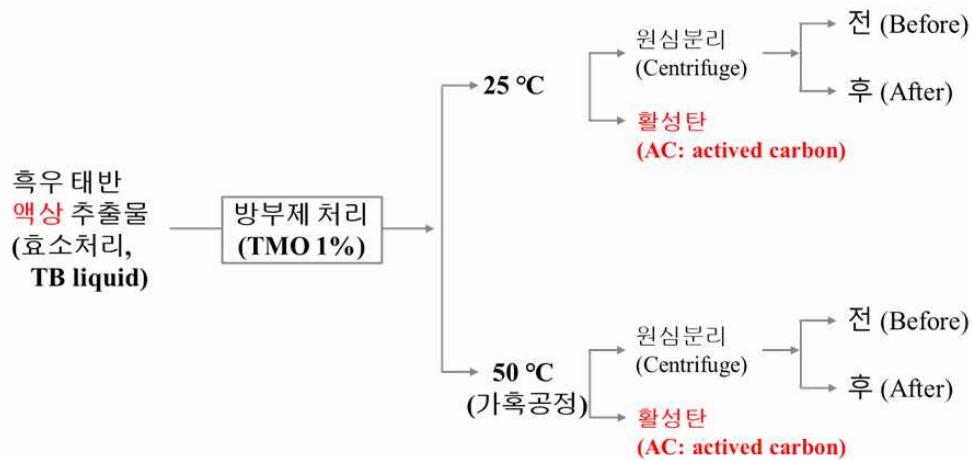 흑우 태반
액상 추출물
(효소처리,
TB liquid)
방부제 처리
(TMO 1%)
25 ℃
원심분리
(Centrifuge)
전 (Before)
후 (After)
활성탄
(AC: actived carbon)
50 ℃
(가혹공정)
원심분리
(Centrifuge)
전 (Before)
후 (After)
활성탄
(AC: actived carbon)